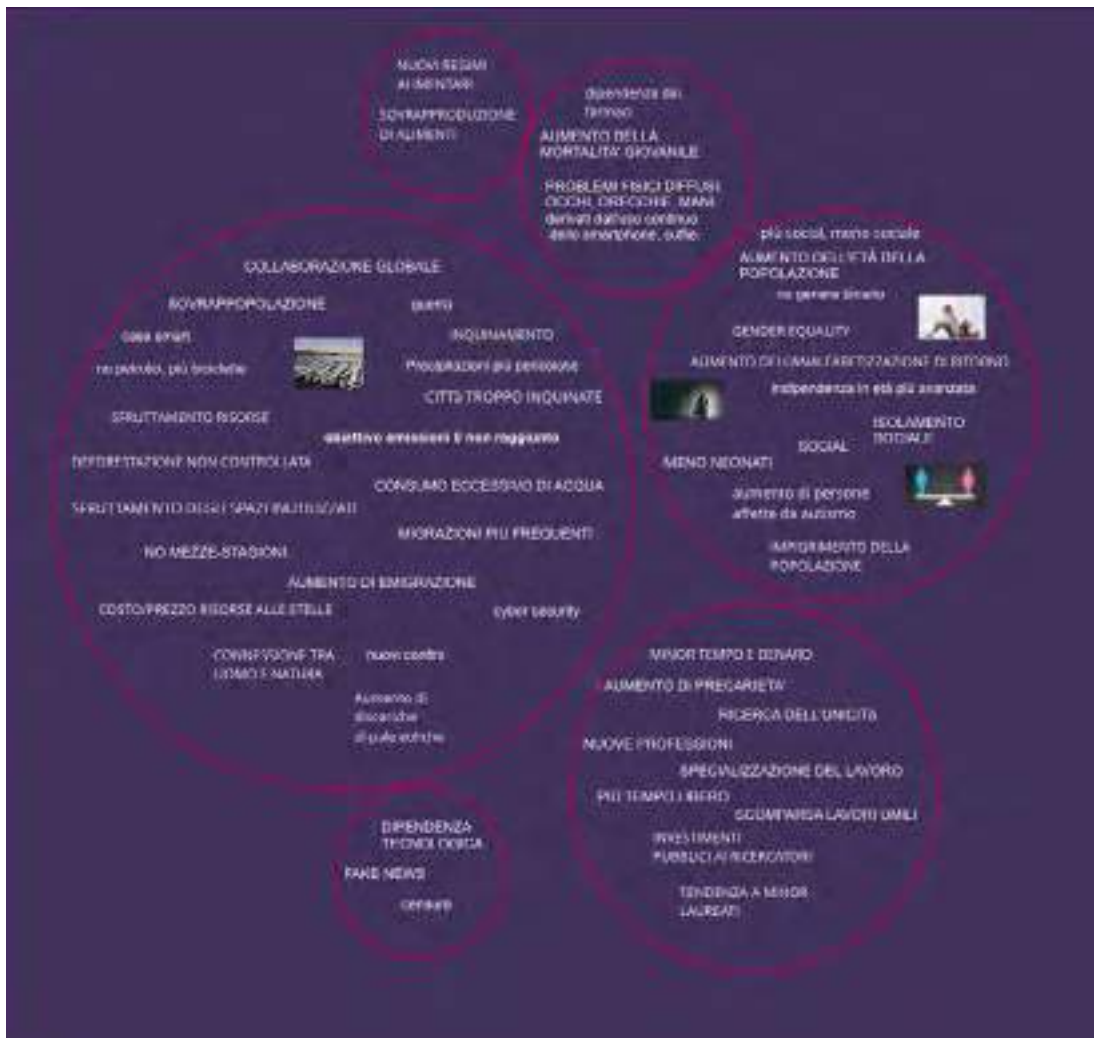 NUOVI REGIMI
ALIMENTARI
SOVRAPPRODUZIONE
DI ALIMENTI
dipendenza dai
farmaci
AUMENTO DELLA
MORTALITA' GIOVANILE
PROBLEMI FISICI DIFFUSI
OCCHI, ORECCHIE, MANI
derivati dall'uso continuo
dello smartphone, cuffie
COLLABORAZIONE GLOBALE
SOVRAPPOPOLAZIONE
guerra
case smart
INQUINAMENTO
no petrolio, più biciclette
Precipitazioni più pericolose
CITTÀ TROPPO INQUINATE
SFRUTTAMENTO RISORSE
obiettivo emissioni 0 non raggiunto
DEFORESTAZIONE NON CONTROLLATA
CONSUMO ECCESSIVO DI ACQUA
SFRUTTAMENTO DEGLI SPAZI INUTILIZZATI
MIGRAZIONI PIU FREQUENTI
NO MEZZE-STAGIONI
AUMENTO DI EMIGRAZIONE
COSTO/PREZZO RISORSE ALLE STELLE
cyber security
CONNESSIONE TRA
UOMO E NATURA
nuovi
Aumento di
discariche
di pale eoliche
più social, meno sociale
AUMENTO DELL'ETÀ DELLA
POPOLAZIONE
no genere binario
GENDER EQUALITY
AUMENTO DELL'ANALFABETIZZAZIONE DI RITORNO
indipendenza in età più avanzata
ISOLAMENTO
SOCIALE
SOCIAL
MENO NEONATI
aumento di persone
affette da autismo
IMPIGRIMENTO DELLA
POPOLAZIONE
MINOR TEMPO E DENARO
AUMENTO DI PRECARIETA'
RICERCA DELL'UNICITÀ
NUOVE PROFESSIONI
SPECIALIZZAZIONE DEL LAVORO
PIÙ TEMPO LIBERO
SCOMPARSA LAVORI UMILI
INVESTIMENTI
PUBBLICI AI RICERCATORI
TENDENZA A MINOR
LAUREATI
DIPENDENZA
TECNOLOGICA
FAKE NEWS
censura